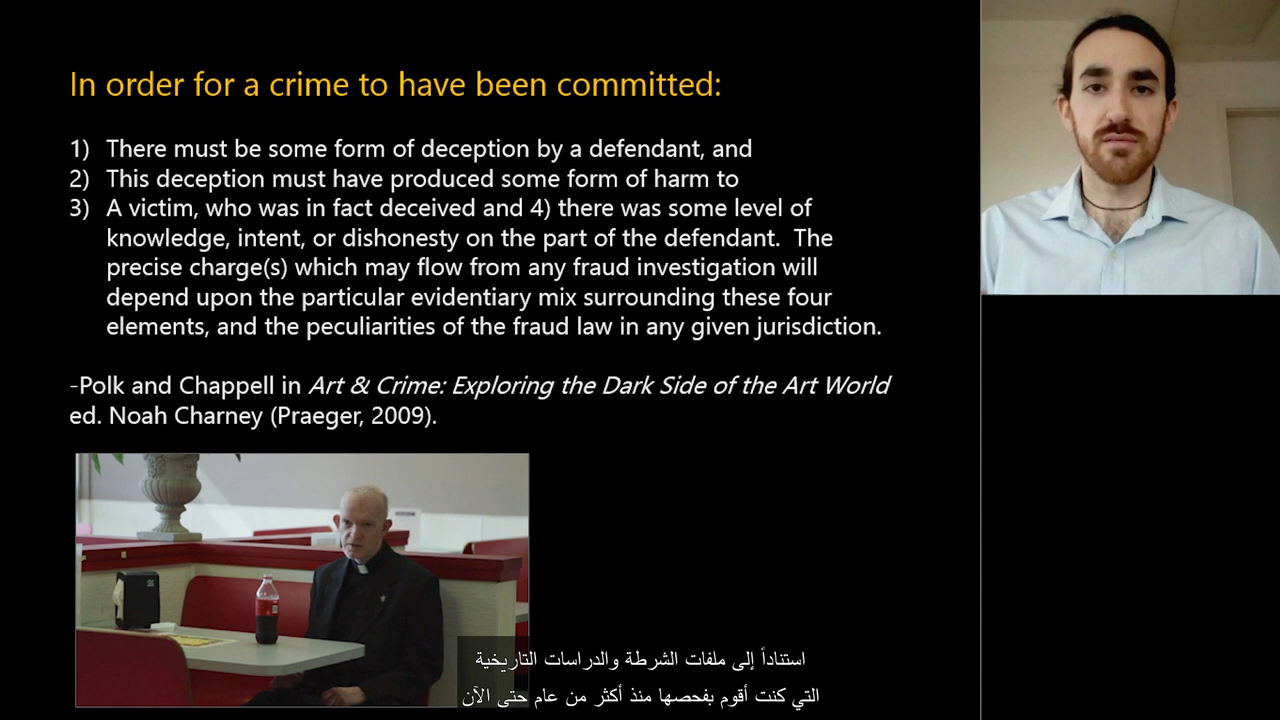 In order for a crime to have been committed:
1) There must be some form of deception by a defendant, and
2) This deception must have produced some form of harm to
3) A victim, who was in fact deceived and 4) there was some level of
knowledge, intent, or dishonesty on the part of the defendant. The
precise charge(s) which may flow from any fraud investigation will
depend upon the particular evidentiary mix surrounding these four
elements, and the peculiarities of the fraud law in any given jurisdiction.
-Polk and Chappell in Art & Crime: Exploring the Dark Side of the Art World
ed. Noah Charney (Praeger, 2009).
استناداً إلى ملفات الشرطة والدراسات التاريخية
التي كنت أقوم بفحصها منذ أكثر من عام حتى الآن